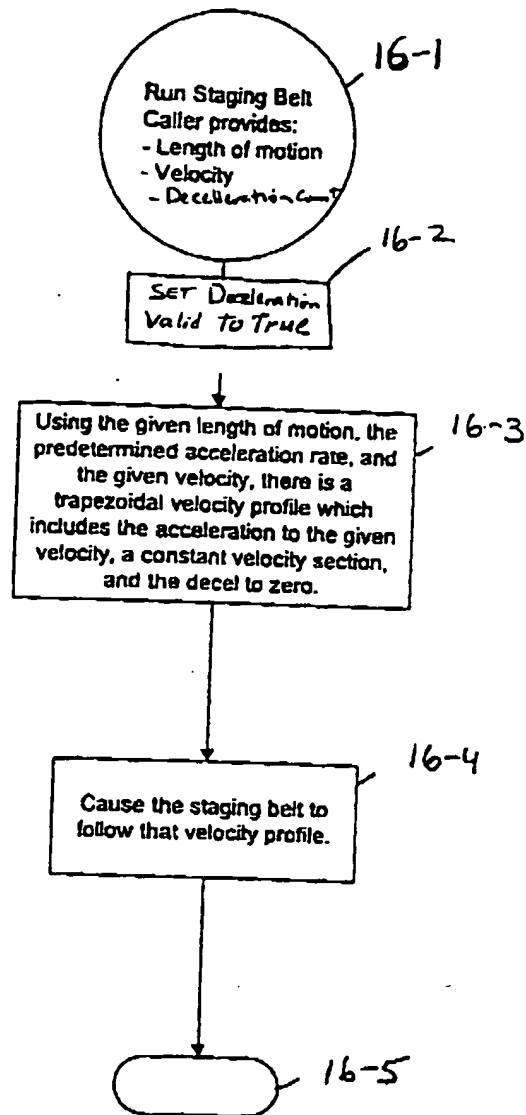 16-1
Run Staging Belt
Caller provides:
- Length of motion
- Velocity
- Decelleration Const
16-2
SET Deceleration
Valid To True
16-3
Using the given length of motion, the
predetermined acceleration rate, and
the given velocity, there is a
trapezoidal velocity profile which
includes the acceleration to the given
velocity, a constant velocity section,
and the decel to zero.
16-4
Cause the staging belt to
follow that velocity profile.
16-5